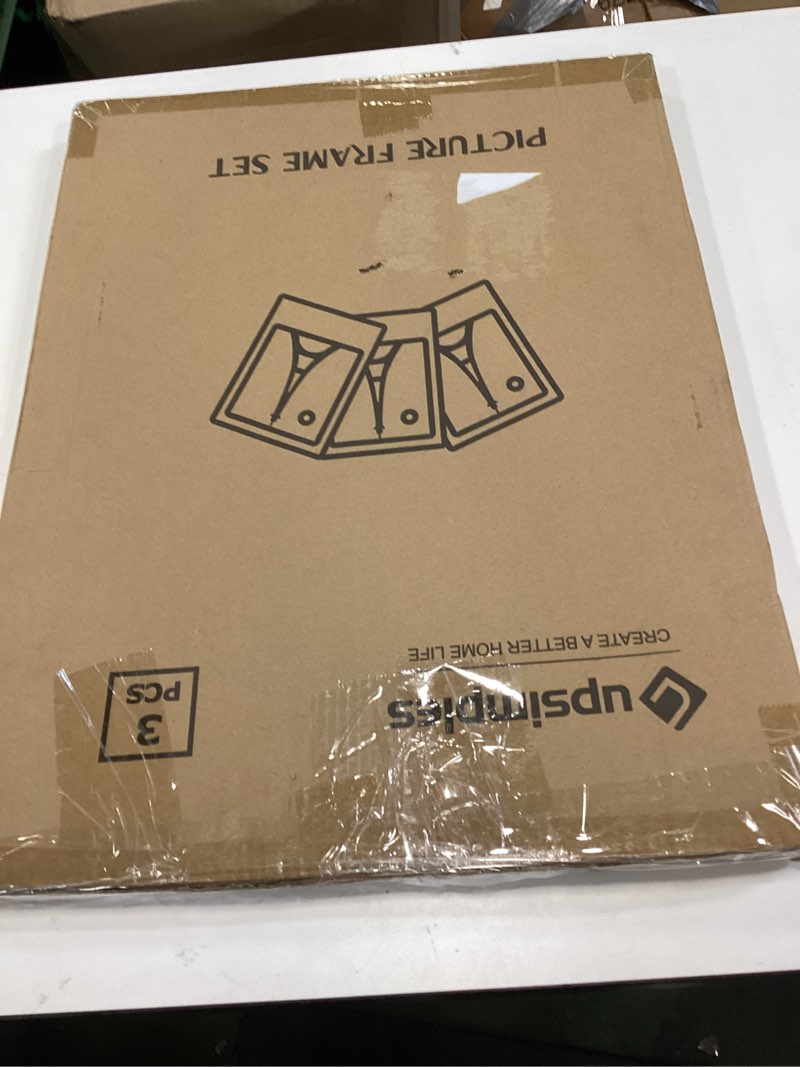 upsimples
CREATE A BETTER HOME LIFE
3
PCS
PICTURE FRAME SET